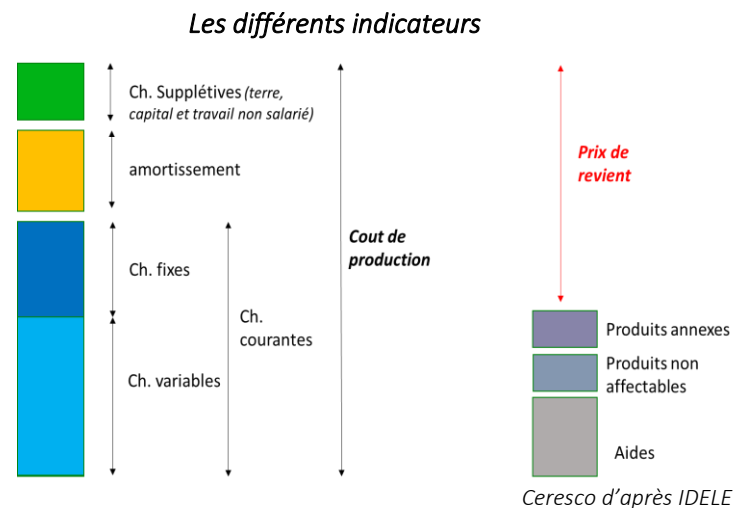 Les différents indicateurs
Ch. Supplétives (terre,
capital et travail non salarié)
amortissement
Ch. fixes
Ch. variables
Ch.
courantes
Cout de
production
Prix de
revient
Produits annexes
Produits non
affectables
Aides
Ceresco d’après IDELE